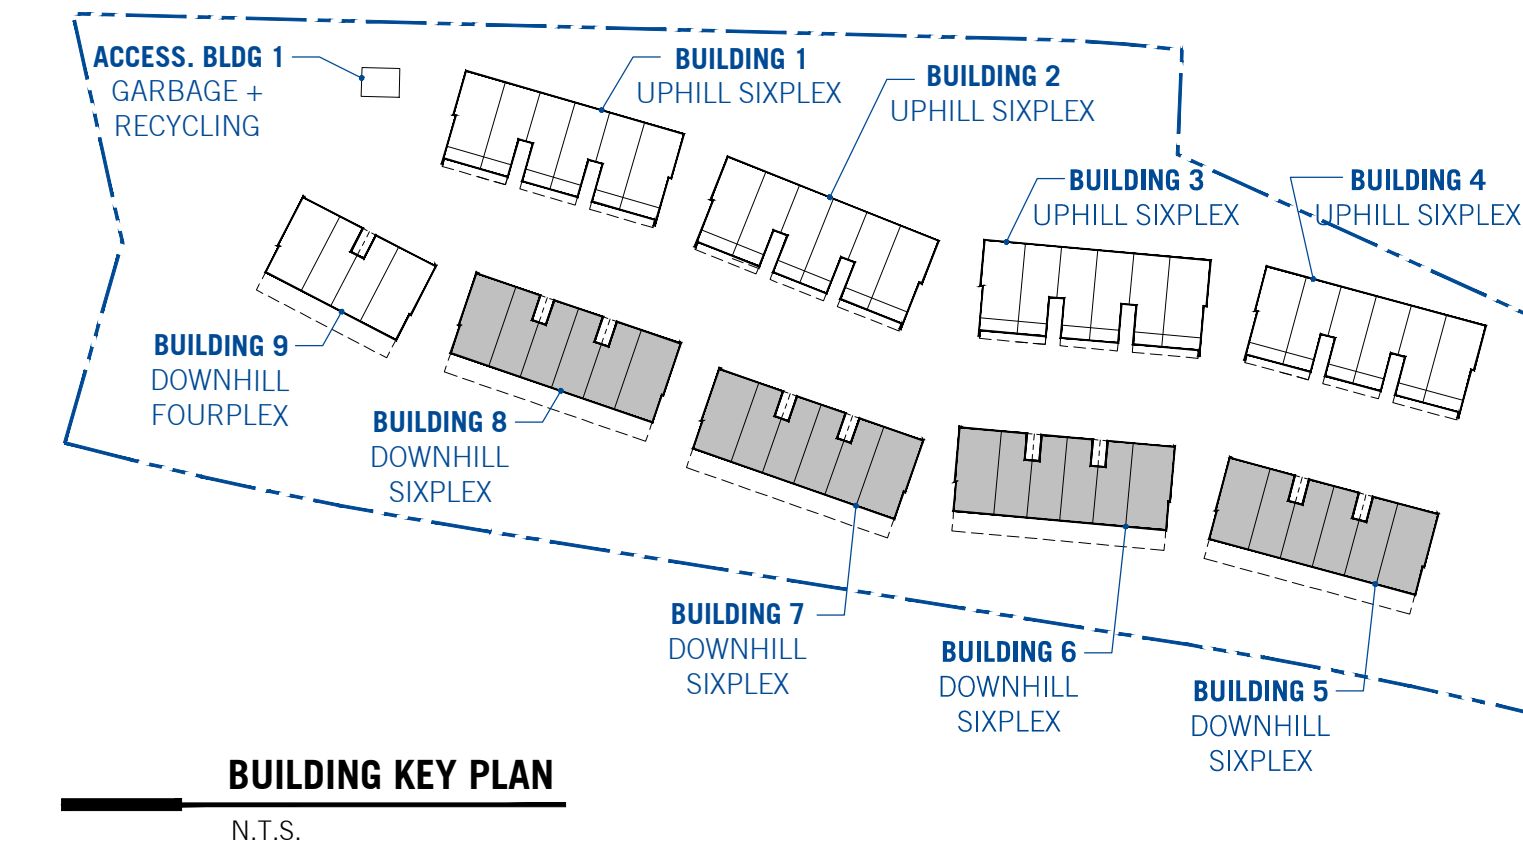 ACCESS. BLDG 1
GARBAGE +
RECYCLING
BUILDING 1
UPHILL SIXPLEX
BUILDING 2
UPHILL SIXPLEX
BUILDING 3
UPHILL SIXPLEX
BUILDING 4
UPHILL SIXPLEX
BUILDING 9
DOWNHILL
FOURPLEX
BUILDING 8
DOWNHILL
SIXPLEX
BUILDING 7
DOWNHILL
SIXPLEX
BUILDING 6
DOWNHILL
SIXPLEX
BUILDING 5
DOWNHILL
SIXPLEX
BUILDING KEY PLAN
N.T.S.